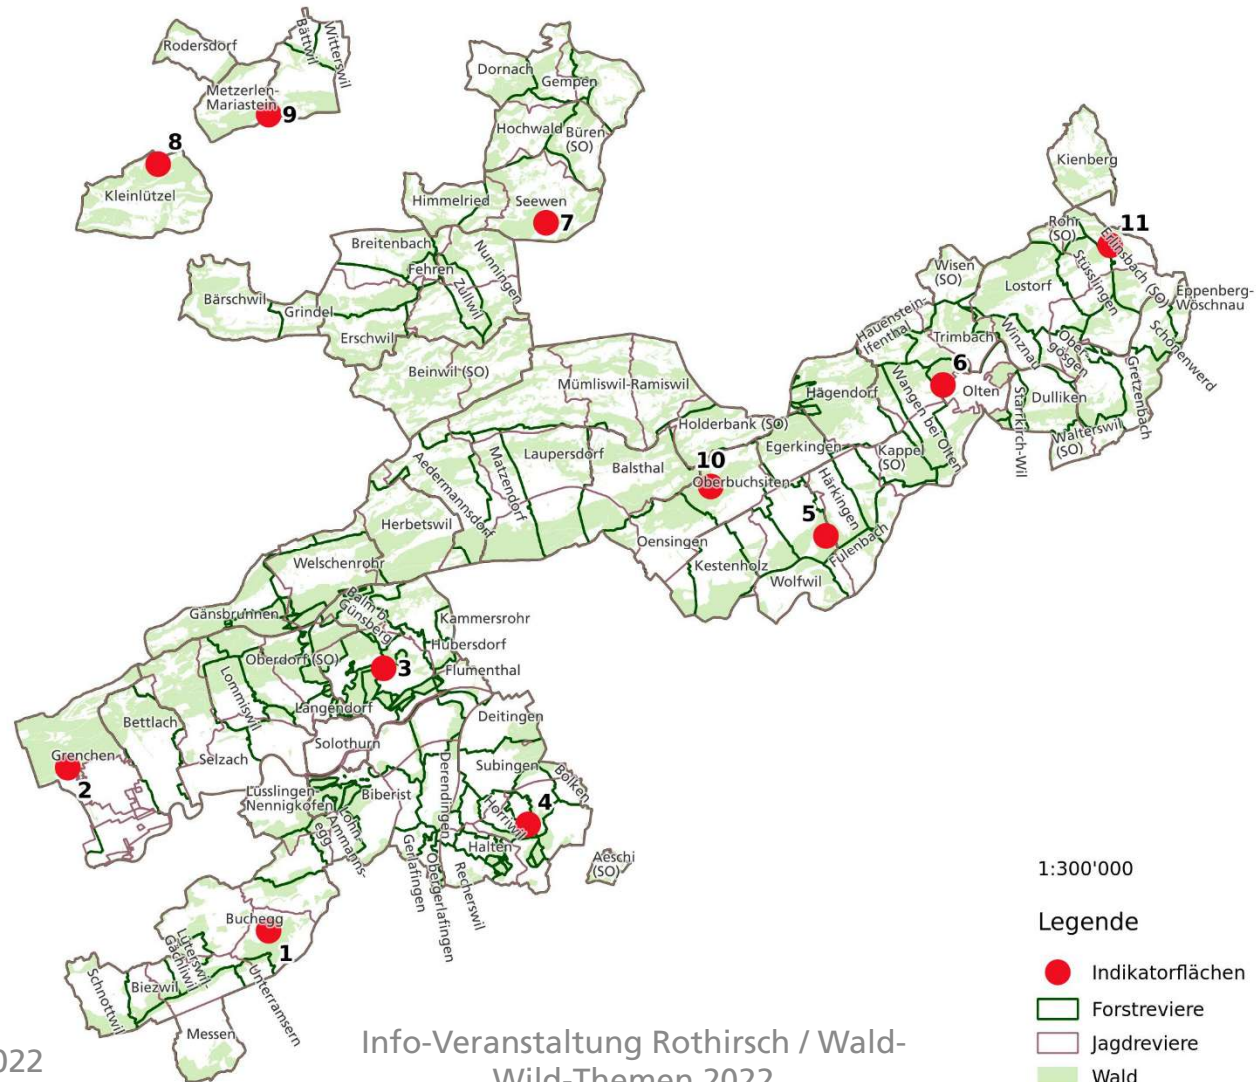 Rodersdorf
Bättwil
Witterswil
Metzerlen-
Mariastein
9
8
Kleinlützel
Dornach
Gempen
Hochwald
Büren
(SO)
Himmelried
Seewen
7
Breitenbach
Fehren
Nunningen
Zullwil
Bärschwil
Grindel
Erschwil
Beinwil (SO)
Mümliswil-Ramiswil
Kienberg
Rohr
(SO)
11
Erlinsbach (SO)
Wisen
(SO)
Lostorf
Stüsslingen
Eppenberg-
Wöschnau
Hauenstein-
Ifenthal
Trimbach
Winznau
Ober-
gösgen
Schönenwerd
6
Olten
Wangen bei Olten
Starrkirch-Wil
Dulliken
Gretzenbach
Walterswil
(SO)
Hägendorf
Holderbank (SO)
Egerkingen
Kappel
(SO)
Laupersdorf
Balsthal
10
Oberbuchsiten
Matzendorf
Aedermannsdorf
Härkingen
5
Herbetswil
Oensingen
Kestenholz
Fulenbach
Wolfwil
Welschenrohr
Gänsbrunnen
Balm b.
Günsberg
Kammersrohr
Hubersdorf
Flumenthal
Oberdorf (SO)
3
Lommiswil
Langendorf
Bettlach
Deitingen
Grenchen
2
Selzach
Solothurn
Subingen
Bolken
Lüsslingen-
Nennigkofen
Biberist
Derendingen
Horriwil
4
Lohn-
Ammanns-
egg
Halten
Gerlafingen
Obergerlafingen
Recherswil
Aeschi
(SO)
Buchegg
1
Lüterswil-
Gächliwil
Schnottwil
Biezwil
Unterramsern
Messen
1:300'000
Legende
Indikatorflächen
Forstreviere
Jagdreviere
Wald
022
Info-Veranstaltung Rothirsch / Wald-
Wild-Themen 2022